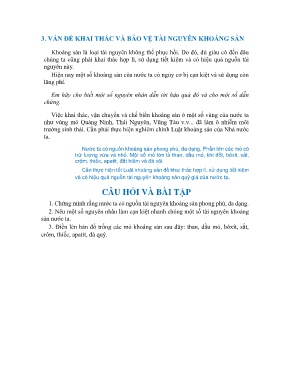 3. VẤN ĐỀ KHAI THÁC VÀ BẢO VỆ TÀI NGUYÊN KHOÁNG SẢN
Khoáng sản là loại tài nguyên không thể phục hồi. Do đó, dù giàu có đến đâu
chúng ta cũng phải khai thác hợp lí, sử dụng tiết kiệm và có hiệu quả nguồn tài
nguyên này.
Hiện nay một số khoáng sản của nước ta có nguy cơ bị cạn kiệt và sử dụng còn
lãng phí.
Em hãy cho biết một số nguyên nhân dẫn tới hậu quả đó và cho một số dẫn
chứng.
Việc khai thác, vận chuyển và chế biến khoáng sản ở một số vùng của nước ta
như vùng mỏ Quảng Ninh, Thái Nguyên, Vũng Tàu v.v... đã làm ô nhiễm môi
trường sinh thái. Cần phải thực hiện nghiêm chỉnh Luật khoáng sản của Nhà nước
ta.
Nước ta có nguồn khoáng sản phong phú, đa dạng. Phần lớn các mỏ có
trữ lượng vừa và nhỏ. Một số mỏ lớn là than, dầu mỏ, khí đốt, bôxit, sắt,
crôm, thiếc, apatit, đất hiếm và đá vôi.
Cần thực hiện tốt Luật khoáng sản để khai thác hợp lí, sử dụng tiết kiệm
và có hiệu quả nguồn tài nguyên khoáng sản quý giá của nước ta.
CÂU HỎI VÀ BÀI TẬP
1. Chứng minh rằng nước ta có nguồn tài nguyên khoáng sản phong phú, đa dạng.
2. Nêu một số nguyên nhân làm cạn kiệt nhanh chóng một số tài nguyên khoáng
sản nước ta.
3. Điền lên bản đồ trống các mỏ khoáng sản sau đây: than, dầu mỏ, bôxit, sắt,
crôm, thiếc, apatit, đá quý.